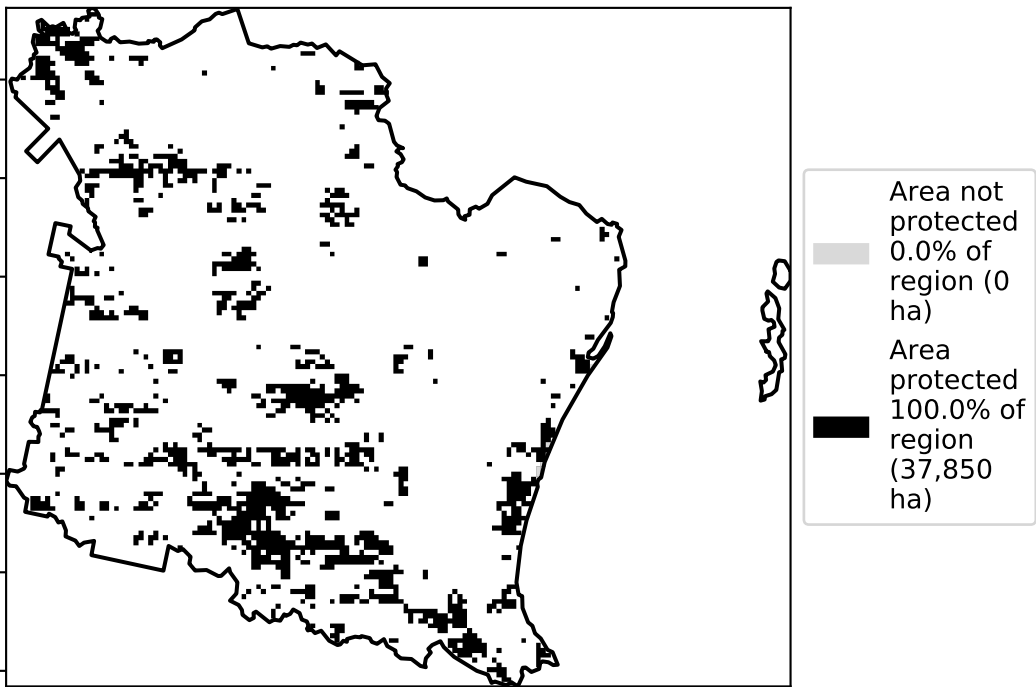 Area not
protected
0.0% of
region (0
ha)
Area
protected
100.0% of
region
(37,850
ha)